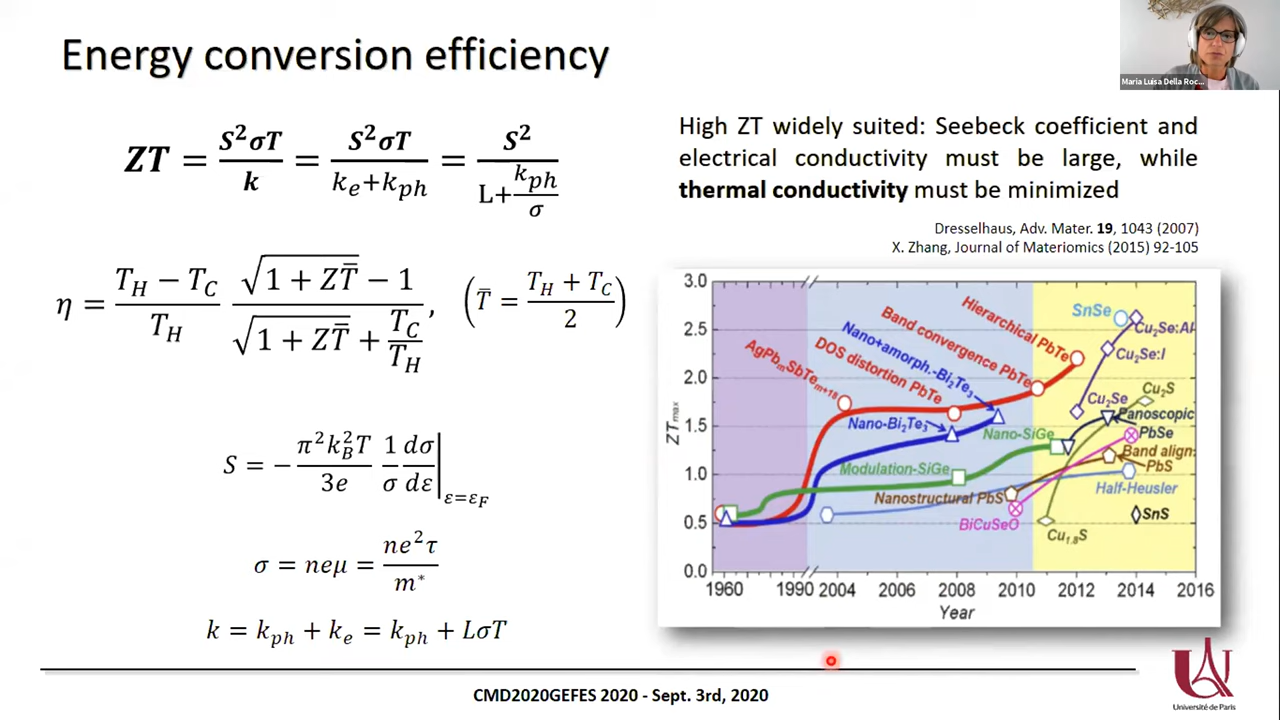 Energy conversion efficiency
Maria Luisa Della Roc...
ZT = S²σT/k = S²σT/(kₑ+kₚₕ) = S²/(L+kₚₕ/σ)
High ZT widely suited: Seebeck coefficient and
electrical conductivity must be large, while
thermal conductivity must be minimized
Dresselhaus, Adv. Mater. 19, 1043 (2007)
X. Zhang, Journal of Materiomics (2015) 92-105
η = (T_H − T_C)/T_H (√(1 + ZT̄) − 1)/(√(1 + ZT̄) + T_C/T_H), (T̄ = (T_H + T_C)/2)
S = − π²k_B²T/3e 1/σ dσ/dε|ε=ε_F
σ = neμ = ne²τ/m*
k = kₚₕ + kₑ = kₚₕ + LσT
3.0
2.5
2.0
1.5
1.0
0.5
0.0
ZTmax
AgPbmSbTem+18
DOS distortion PbTe
Band convergence PbTe
Hierarchical PbTe
Nano+amorph.-Bi₂Te₃
Nano-Bi₂Te₃
Nano-SiGe
Modulation-SiGe
Nanostructural PbS
BiCuSeO
SnSe
Cu₂Se:Al
Cu₂Se:I
Cu₂S
Cu₂Se
Panoscopic
PbSe
Band align.
PbS
Half-Heusler
SnS
Cu₁.₈S
1960 1990 2004 2006 2008 2010 2012 2014 2016
Year
CMD2020GEFES 2020 - Sept. 3rd, 2020
Université de Paris